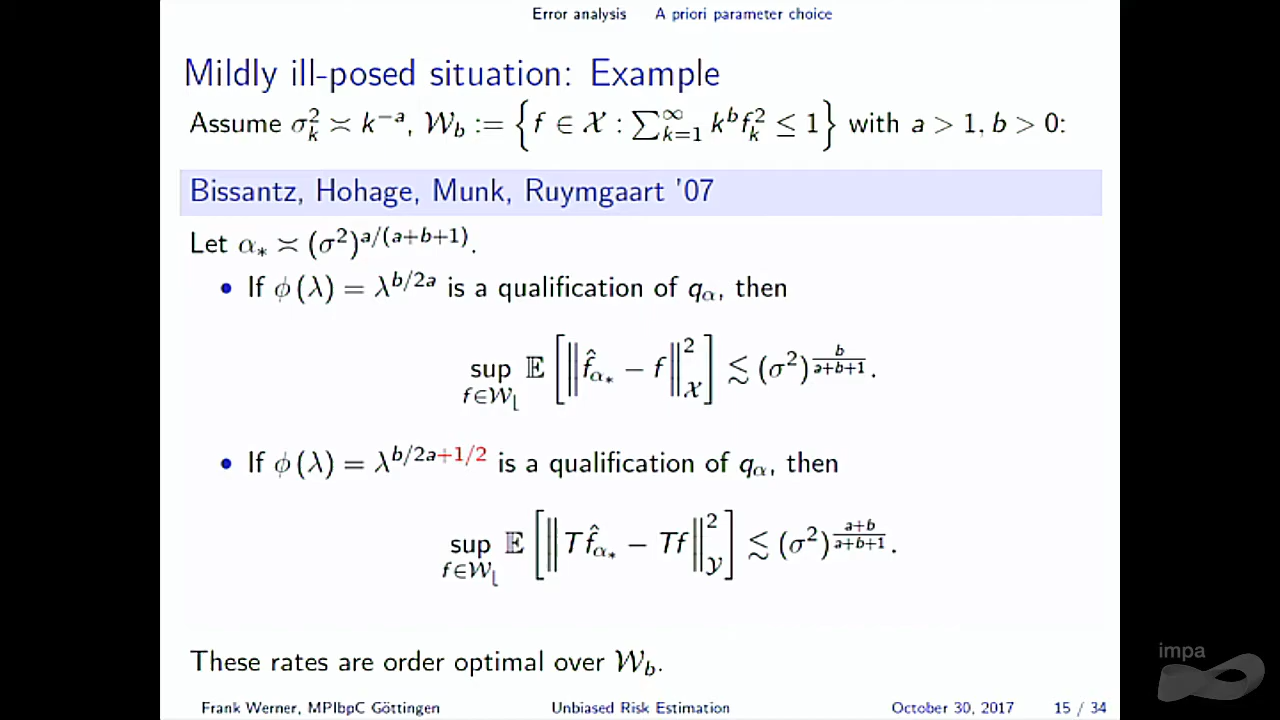 Error analysis A priori parameter choice
Mildly ill-posed situation: Example
Assume σ_k^2 ≍ k^{-a}, 𝒲_b := { f ∈ 𝒳 : ∑_{k=1}^∞ k^b f_k^2 ≤ 1 } with a > 1, b > 0:
Bissantz, Hohage, Munk, Ruymgaart '07
Let α_* ≍ (σ^2)^{a/(a+b+1)}.
• If ϕ(λ) = λ^{b/2a} is a qualification of q_α, then
sup_{f∈𝒲_⌊} 𝔼 [ ‖ f̂_{α_*} − f ‖_𝒳^2 ] ≲ (σ^2)^{b/(a+b+1)}.
• If ϕ(λ) = λ^{b/2a+1/2} is a qualification of q_α, then
sup_{f∈𝒲_⌊} 𝔼 [ ‖ T f̂_{α_*} − Tf ‖_𝒴^2 ] ≲ (σ^2)^{(a+b)/(a+b+1)}.
These rates are order optimal over 𝒲_b.
impa
Frank Werner, MPIbpC Göttingen Unbiased Risk Estimation October 30, 2017 15 / 34